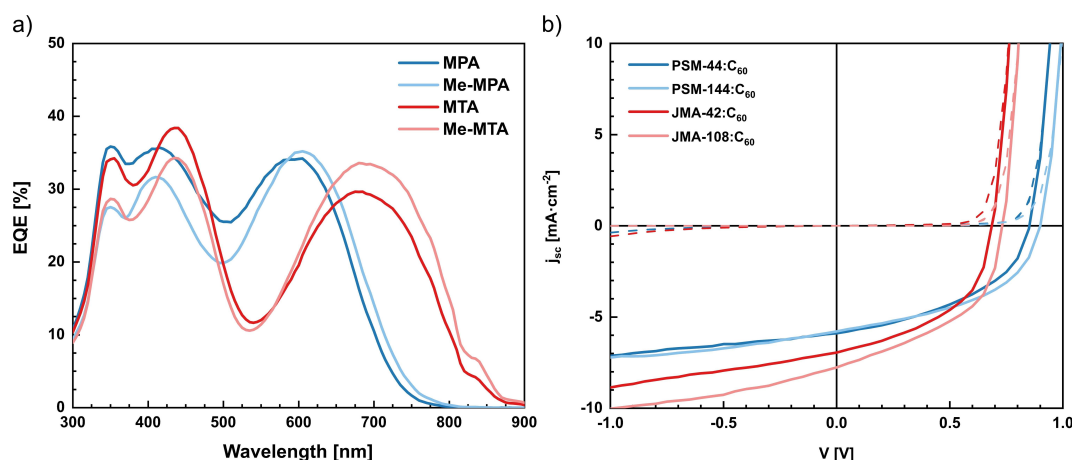 a)
50
40
30
20
10
0
EQE [%]
MPA
Me-MPA
MTA
Me-MTA
300 400 500 600 700 800 900
Wavelength [nm]
b)
10
5
0
-5
-10
j_sc [mA·cm⁻²]
PSM-44:C₆₀
PSM-144:C₆₀
JMA-42:C₆₀
JMA-108:C₆₀
-1.0 -0.5 0.0 0.5 1.0
V [V]